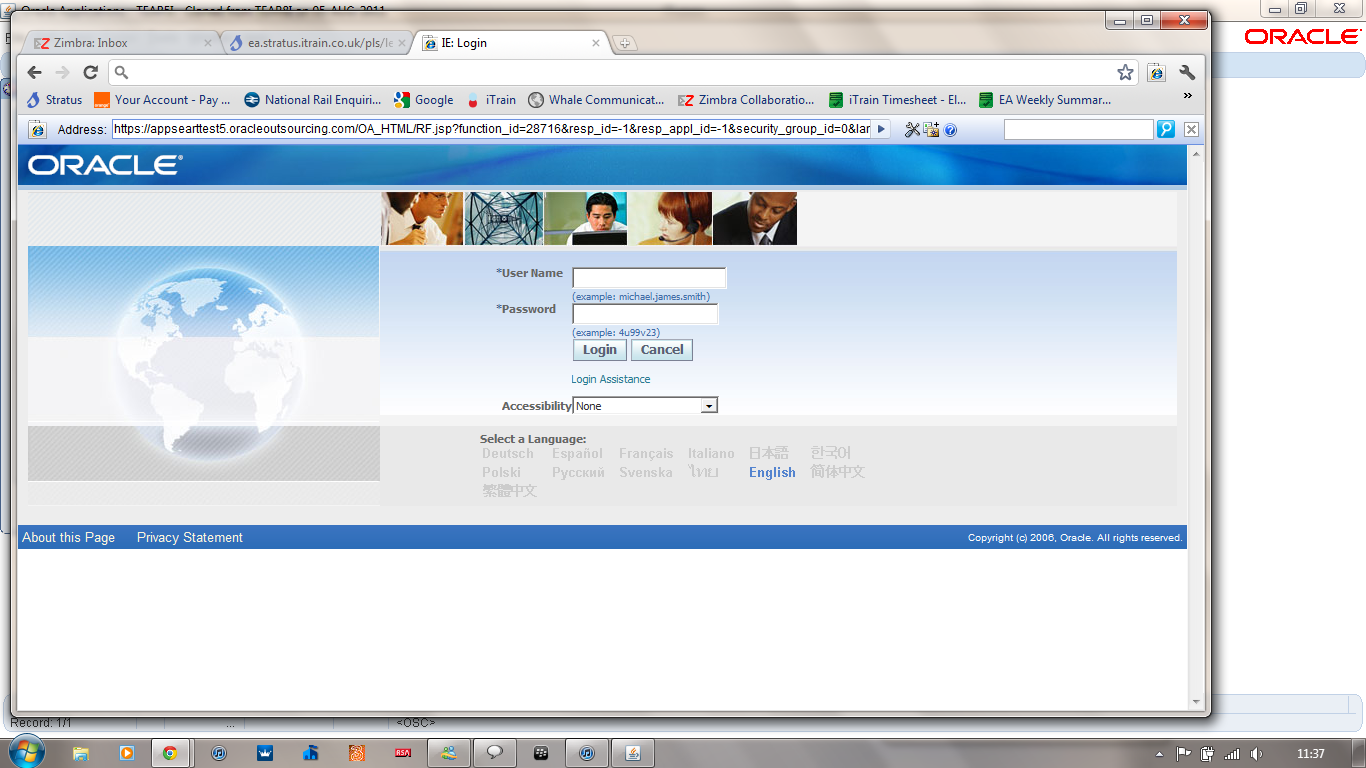 Oracle Applications - TEAR5I - Cloned from TEAR8I on 05-AUG-2011
ORACLE
Zimbra: Inbox
ea.stratus.itrain.co.uk/pls/le
IE: Login
Stratus
Your Account - Pay ...
National Rail Enquiri...
Google
iTrain
Whale Communicat...
Zimbra Collaboratio...
iTrain Timesheet - El...
EA Weekly Summar...
»
Address: https://appsearttest5.oracleoutsourcing.com/OA_HTML/RF.jsp?function_id=28716&resp_id=-1&resp_appl_id=-1&security_group_id=0&lar
ORACLE®
*User Name
(example: michael.james.smith)
*Password
(example: 4u99v23)
Login Cancel
Login Assistance
Accessibility None
Select a Language:
Deutsch Español Français Italiano 日本語 한국어
Polski Русский Svenska ไทย English 简体中文
繁體中文
About this Page Privacy Statement Copyright (c) 2006, Oracle. All rights reserved.
Record: 1/1 ... <OSC>
RSA
11:37